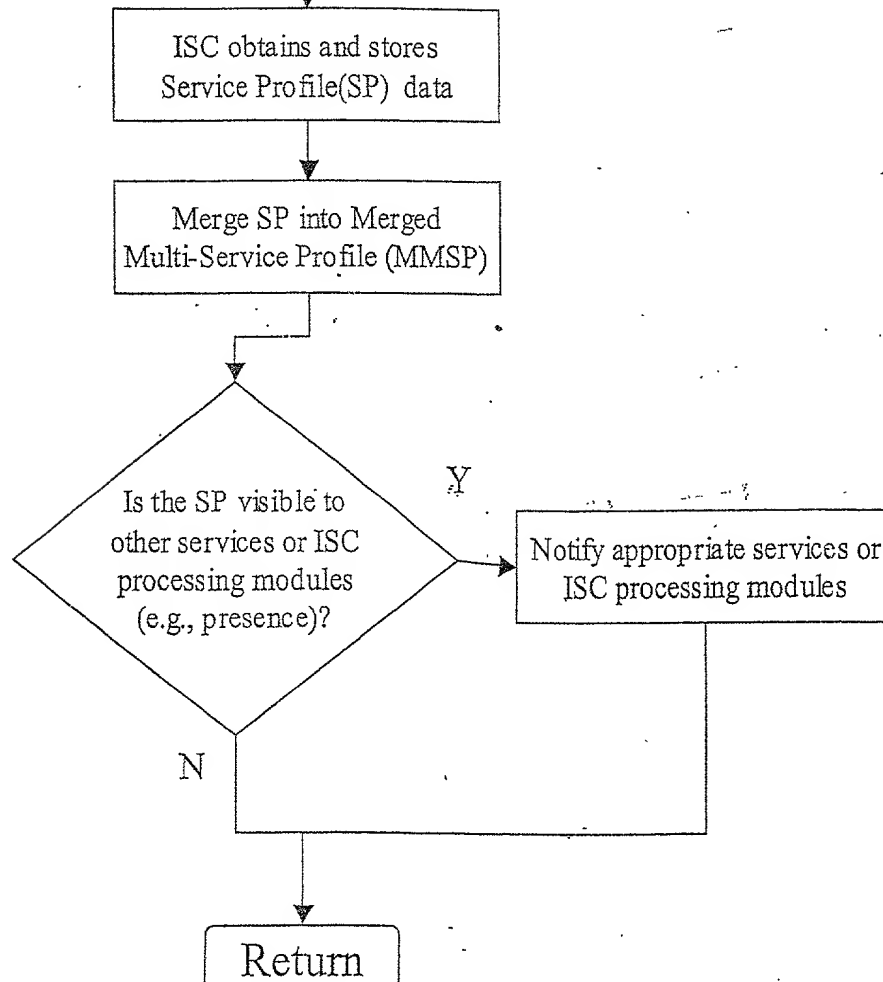 ISC obtains and stores
Service Profile(SP) data
Merge SP into Merged
Multi-Service Profile (MMSP)
Is the SP visible to
other services or ISC
processing modules
(e.g., presence)?
Y
Notify appropriate services or
ISC processing modules
N
Return